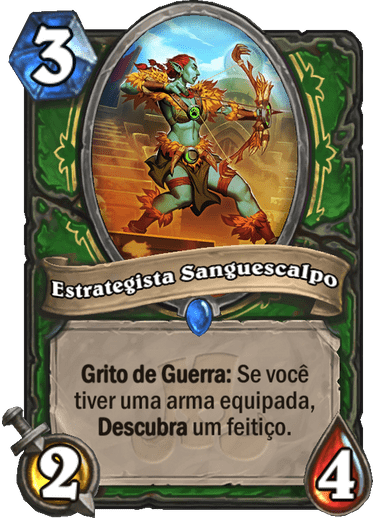 3
Estrategista Sanguescalpo
Grito de Guerra: Se você
tiver uma arma equipada,
Descubra um feitiço.
2
4